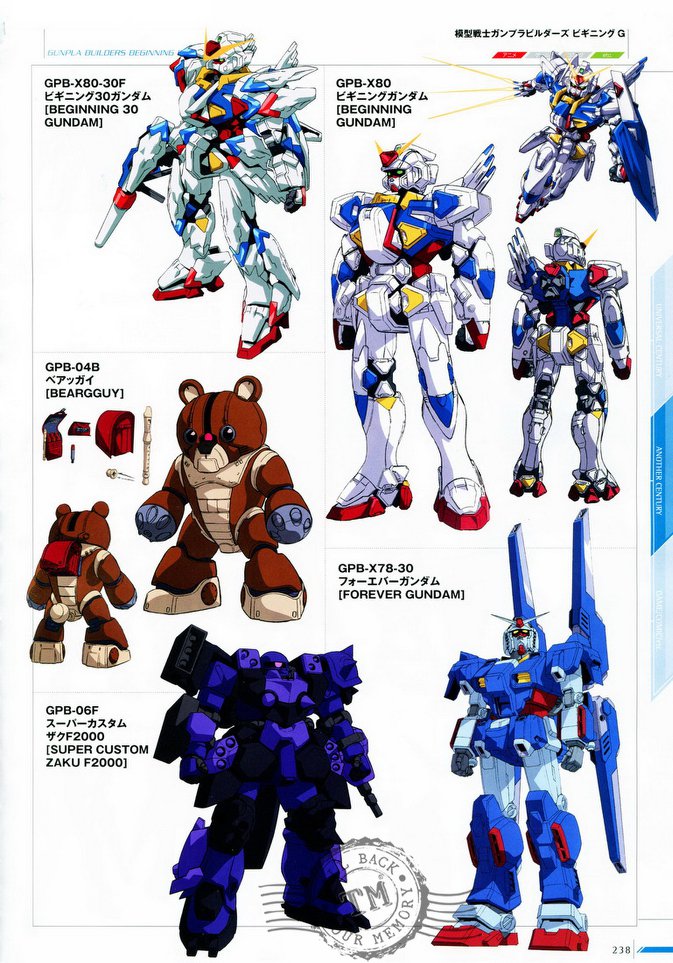 GUNPLA BUILDERS BEGINNING
模型戦士ガンプラビルダーズ ビギニング G
アニメ
GPB-X80-30F
ビギニング30ガンダム
[BEGINNING 30
GUNDAM]
GPB-X80
ビギニングガンダム
[BEGINNING
GUNDAM]
GPB-04B
ベアッガイ
[BEARGGUY]
GPB-X78-30
フォーエバーガンダム
[FOREVER GUNDAM]
GPB-06F
スーパーカスタム
ザクF2000
[SUPER CUSTOM
ZAKU F2000]
UNIVERSAL CENTURY
ANOTHER CENTURY
BACK
TM
OUR MEMORY
238